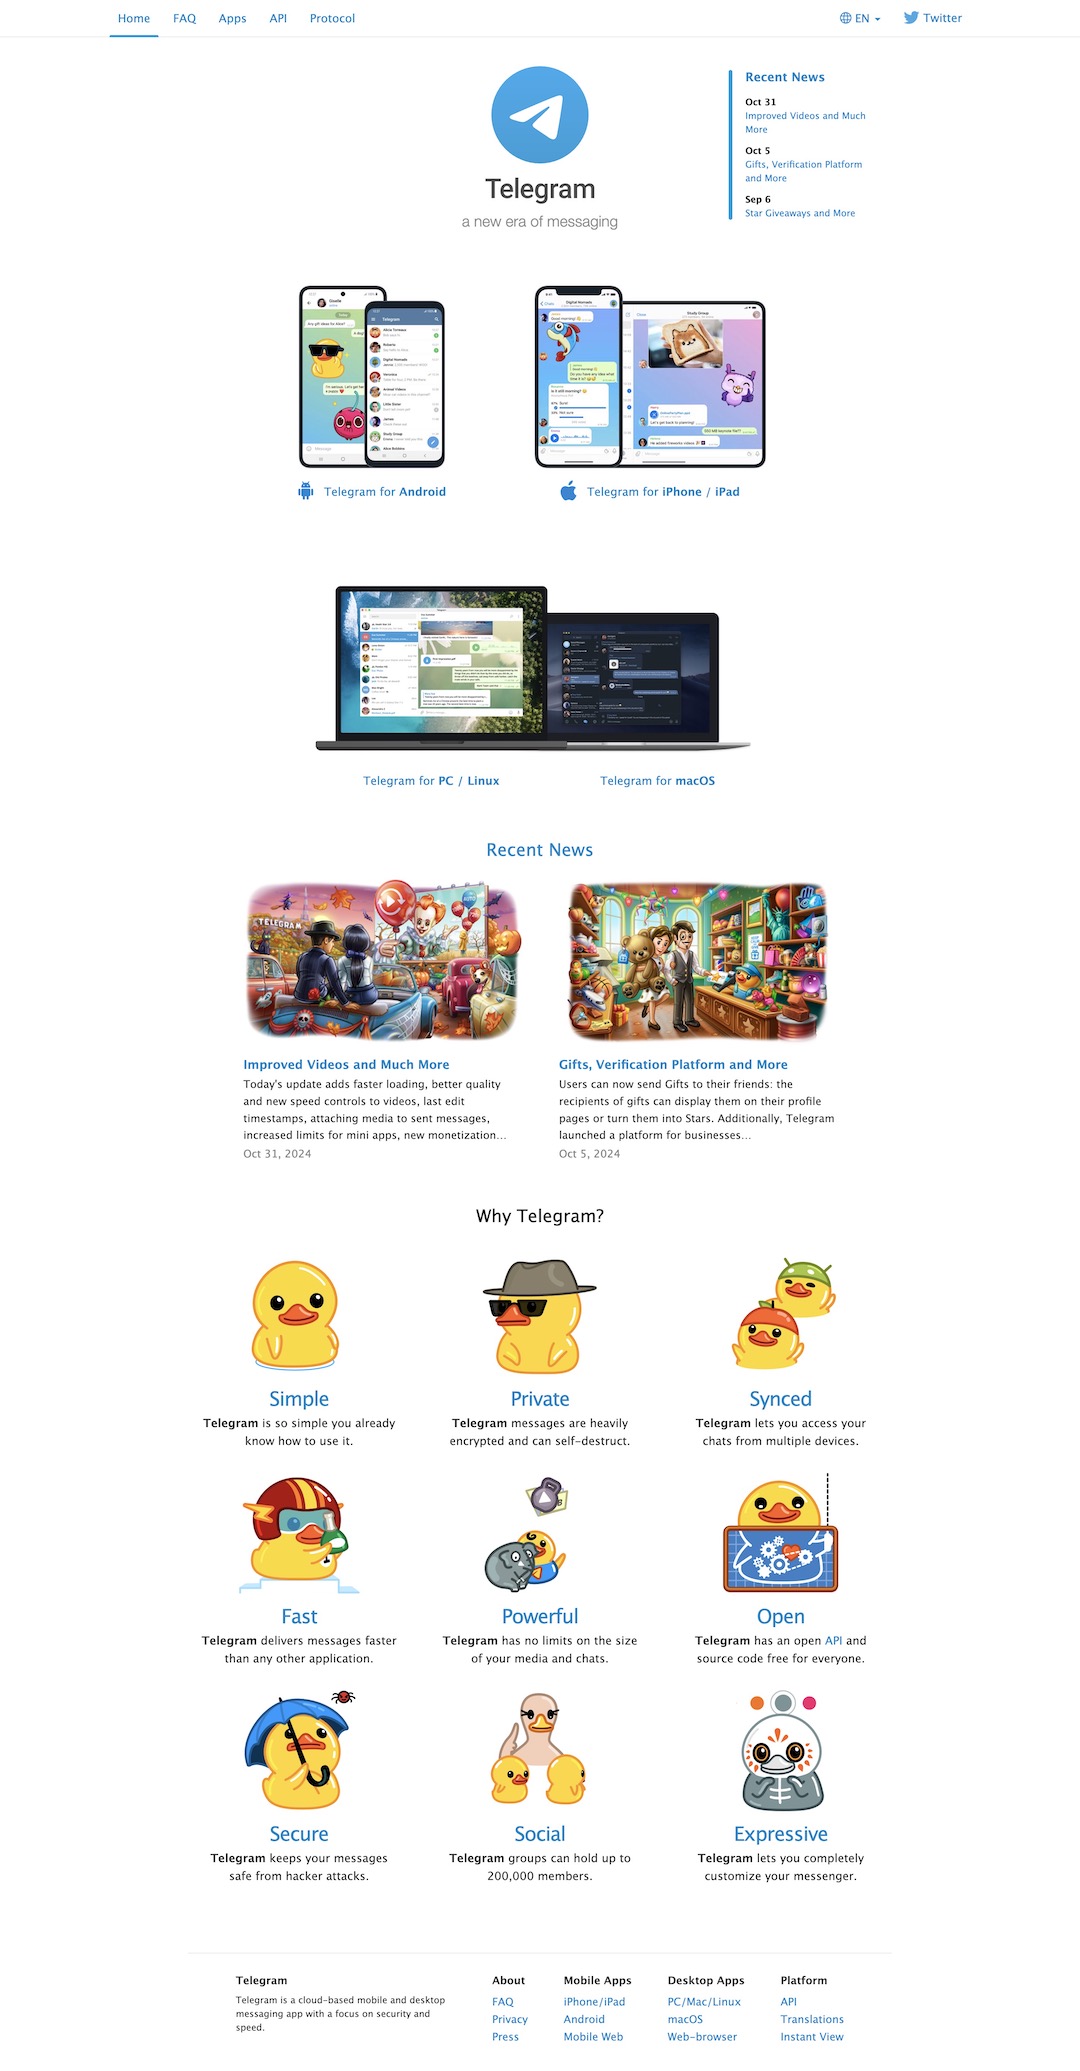 Home FAQ Apps API Protocol EN Twitter
Telegram
a new era of messaging
Recent News
Oct 31
Improved Videos and Much
More
Oct 5
Gifts, Verification Platform
and More
Sep 6
Star Giveaways and More
Telegram for Android
Telegram for iPhone / iPad
Telegram for PC / Linux
Telegram for macOS
Recent News
TELEGRAM
Improved Videos and Much More
Today's update adds faster loading, better quality
and new speed controls to videos, last edit
timestamps, attaching media to sent messages,
increased limits for mini apps, new monetization…
Oct 31, 2024
Gifts, Verification Platform and More
Users can now send Gifts to their friends: the
recipients of gifts can display them on their profile
pages or turn them into Stars. Additionally, Telegram
launched a platform for businesses…
Oct 5, 2024
Why Telegram?
Simple
Telegram is so simple you already
know how to use it.
Private
Telegram messages are heavily
encrypted and can self-destruct.
Synced
Telegram lets you access your
chats from multiple devices.
Fast
Telegram delivers messages faster
than any other application.
Powerful
Telegram has no limits on the size
of your media and chats.
Open
Telegram has an open API and
source code free for everyone.
Secure
Telegram keeps your messages
safe from hacker attacks.
Social
Telegram groups can hold up to
200,000 members.
Expressive
Telegram lets you completely
customize your messenger.
Telegram
Telegram is a cloud-based mobile and desktop
messaging app with a focus on security and
speed.
About
FAQ
Privacy
Press
Mobile Apps
iPhone/iPad
Android
Mobile Web
Desktop Apps
PC/Mac/Linux
macOS
Web-browser
Platform
API
Translations
Instant View